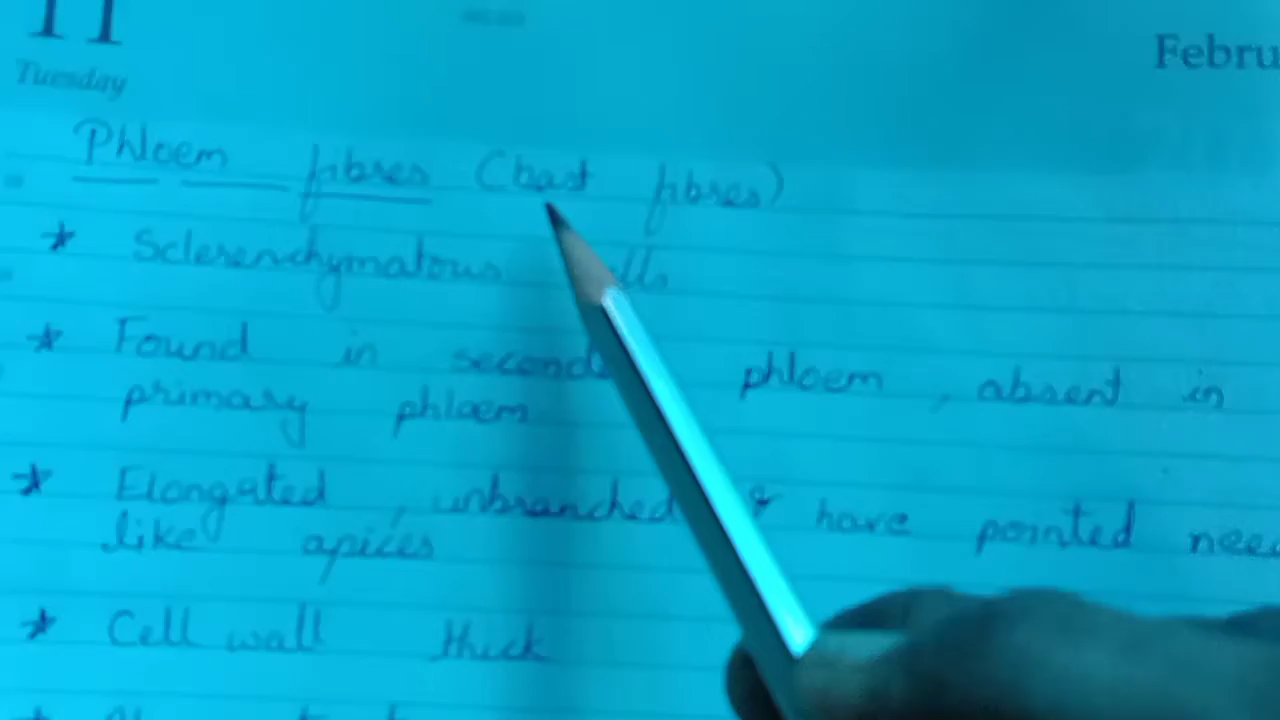 11
Tuesday
Phloem fibres (bast fibres)
★ Sclerenchymatous
★ Found in phloem, absent in
primary phloem
★ Elongated, unbranched & have pointed
like apices
★ Cell wall thick